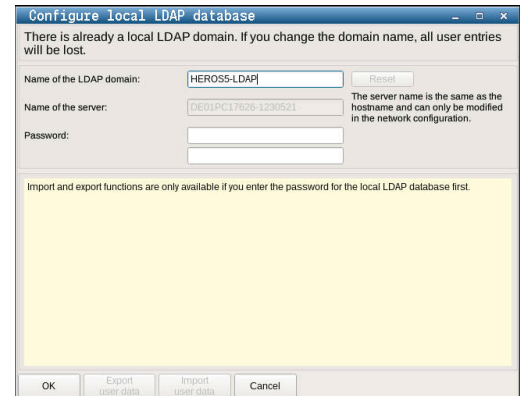 Configure local LDAP database
There is already a local LDAP domain. If you change the domain name, all user entries
will be lost.
Name of the LDAP domain:
HEROS5-LDAP
Reset
Name of the server:
DE01PC17626-1230521
The server name is the same as the
hostname and can only be modified
in the network configuration.
Password:
Import and export functions are only available if you enter the password for the local LDAP database first.
OK
Export
user data
Import
user data
Cancel